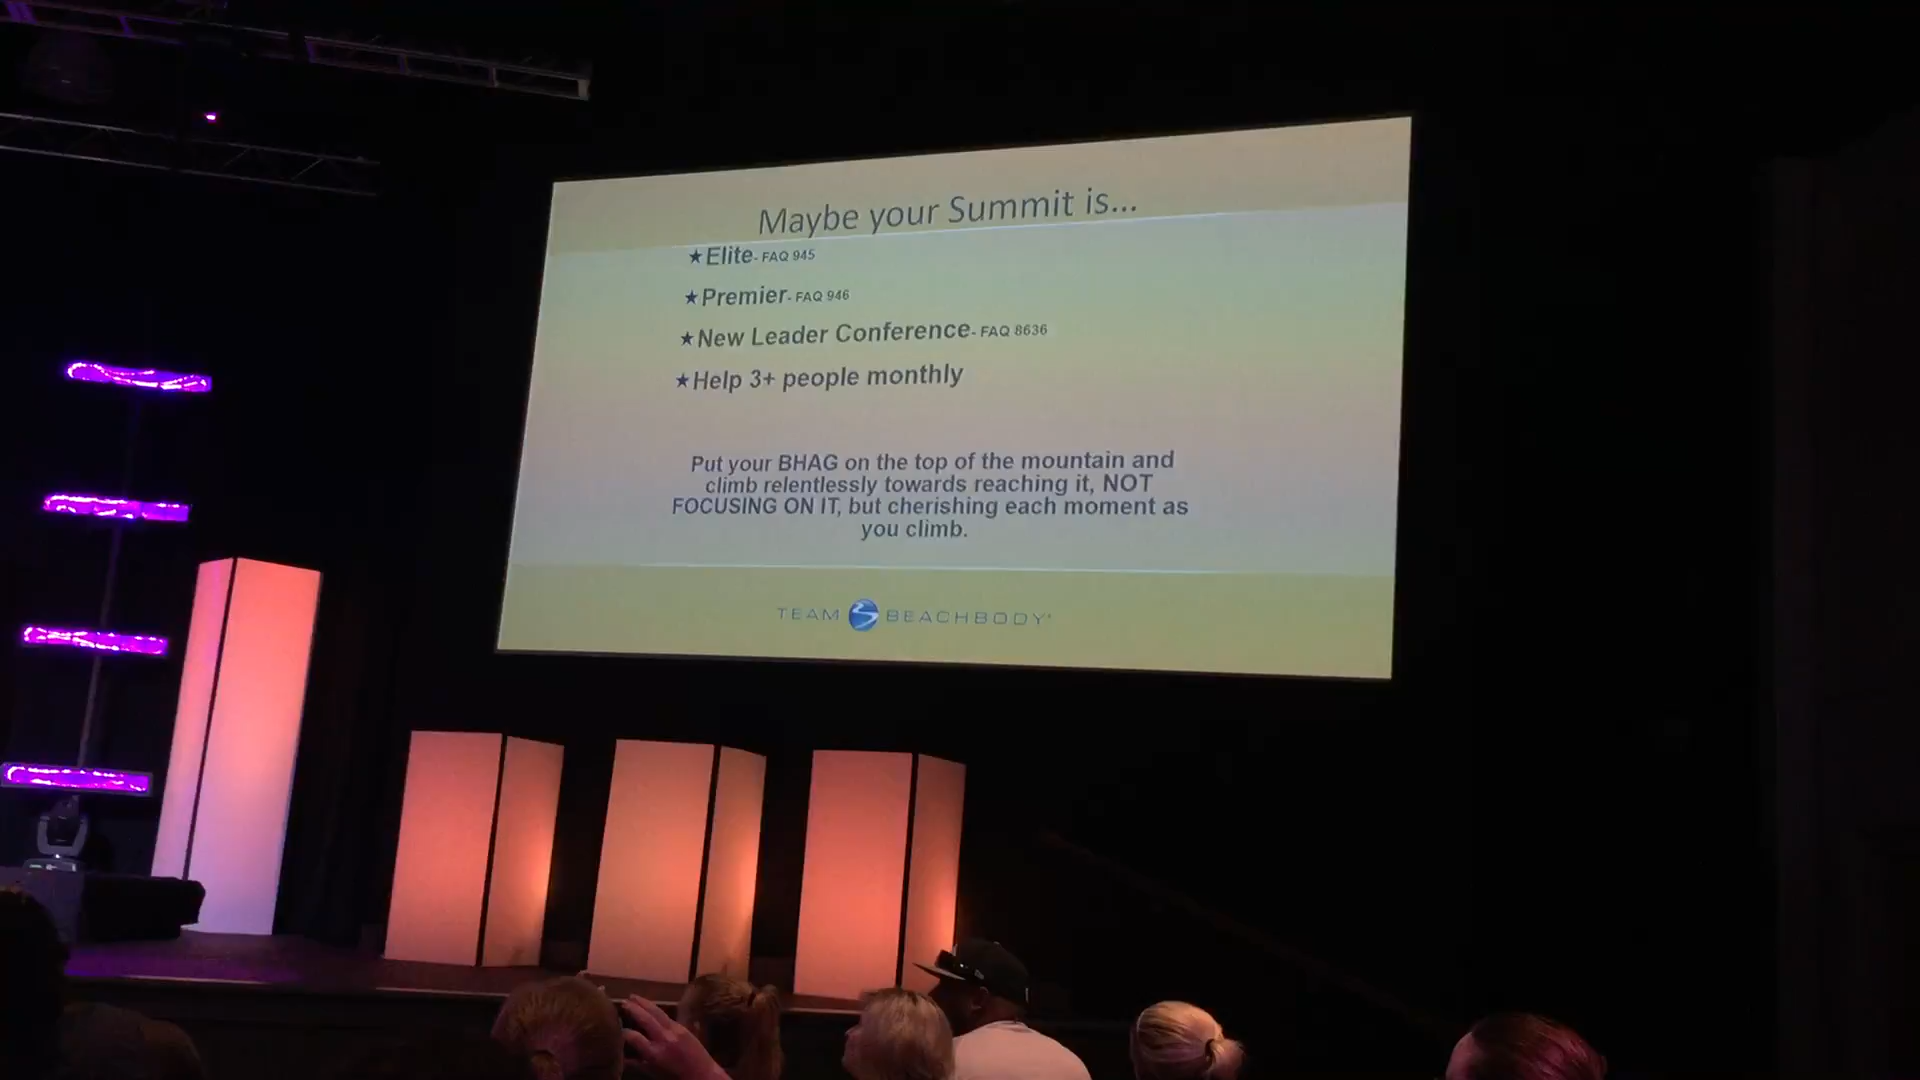 Maybe your Summit is...
★Elite- FAQ 945
★Premier- FAQ 946
★New Leader Conference- FAQ 8636
★Help 3+ people monthly
Put your BHAG on the top of the mountain and
climb relentlessly towards reaching it, NOT
FOCUSING ON IT, but cherishing each moment as
you climb.
TEAM BEACHBODY